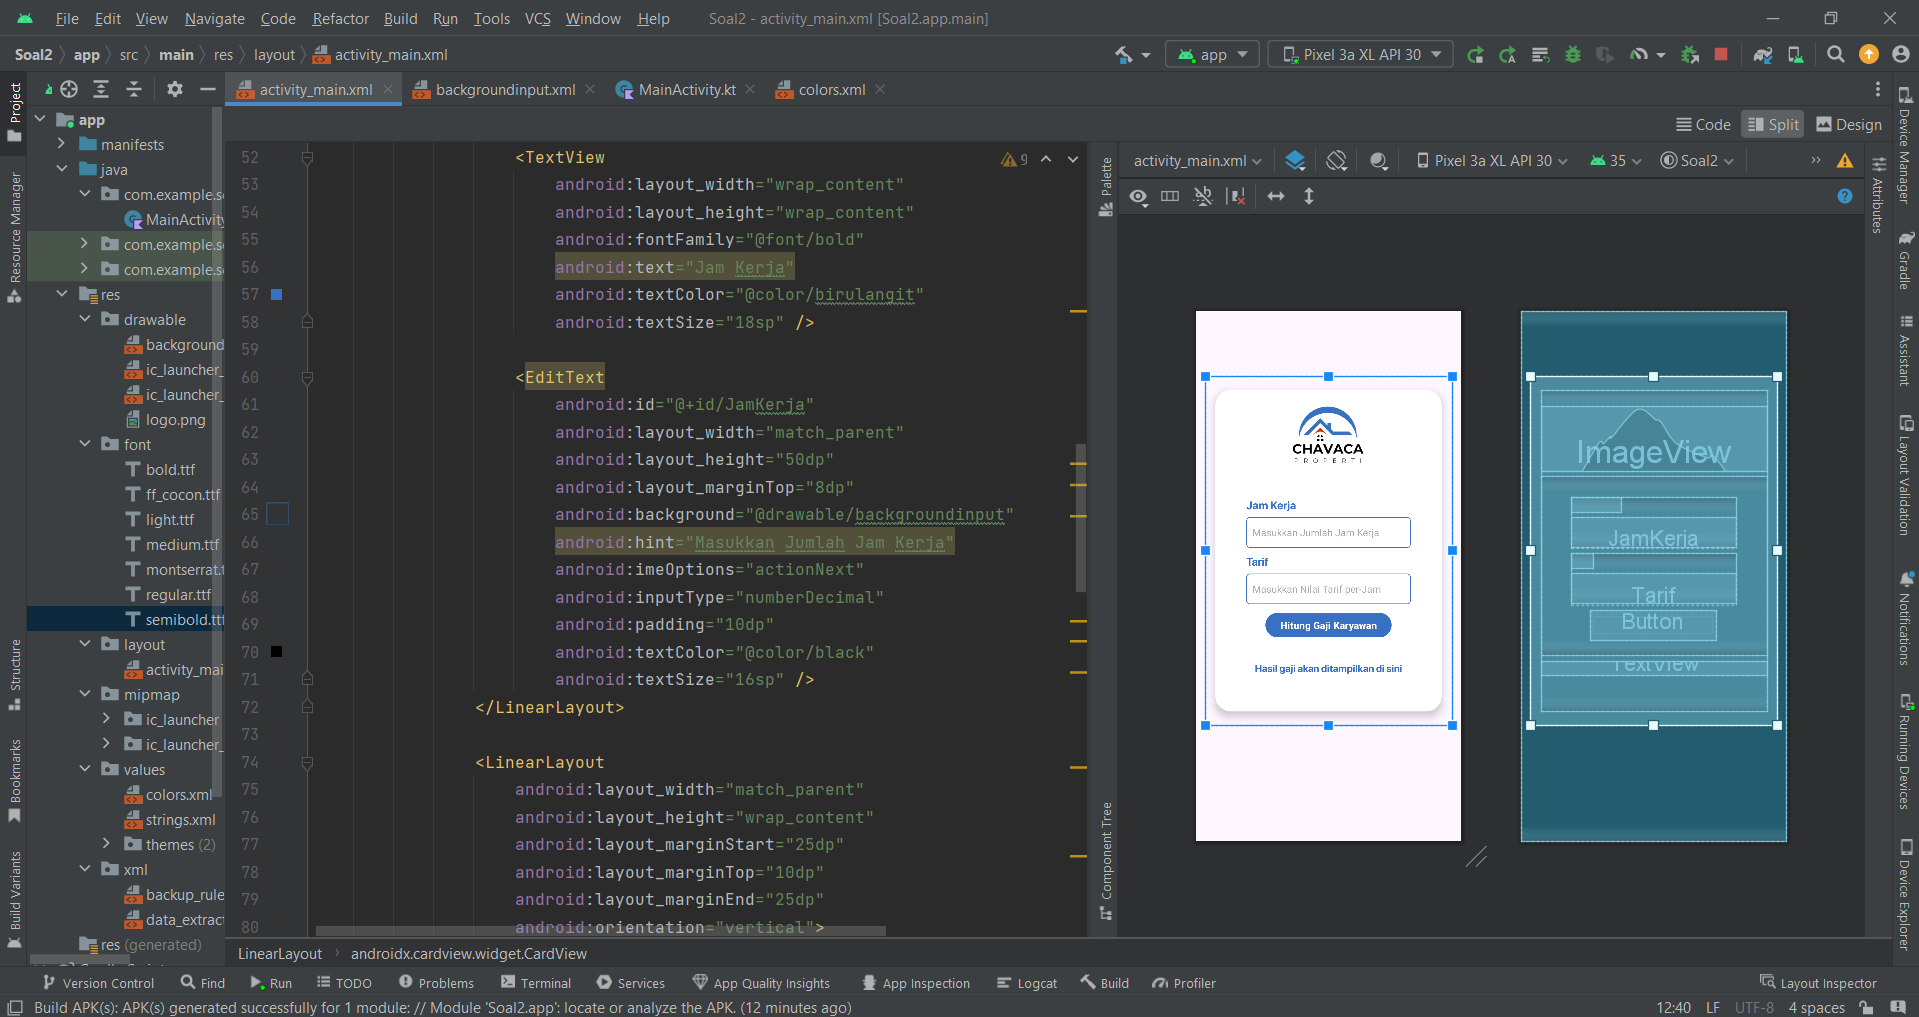 File Edit View Navigate Code Refactor Build Run Tools VCS Window Help Soal2 - activity_main.xml [Soal2.app.main]
Soal2 app src main res layout activity_main.xml app Pixel 3a XL API 30
activity_main.xml backgroundinput.xml MainActivity.kt colors.xml
Code Split Design
Project
Resource Manager
Structure
Bookmarks
Build Variants
app
manifests
java
com.example.s
MainActivity
com.example.s
com.example.s
res
drawable
background
ic_launcher_
ic_launcher_
logo.png
font
bold.ttf
ff_cocon.ttf
light.ttf
medium.ttf
montserrat.t
regular.ttf
semibold.ttf
layout
activity_mai
mipmap
ic_launcher
ic_launcher_
values
colors.xml
strings.xml
themes (2)
xml
backup_rule
data_extract
res (generated)
52 <TextView
53 android:layout_width="wrap_content"
54 android:layout_height="wrap_content"
55 android:fontFamily="@font/bold"
56 android:text="Jam Kerja"
57 android:textColor="@color/birulangit"
58 android:textSize="18sp" />
59
60 <EditText
61 android:id="@+id/JamKerja"
62 android:layout_width="match_parent"
63 android:layout_height="50dp"
64 android:layout_marginTop="8dp"
65 android:background="@drawable/backgroundinput"
66 android:hint="Masukkan Jumlah Jam Kerja"
67 android:imeOptions="actionNext"
68 android:inputType="numberDecimal"
69 android:padding="10dp"
70 android:textColor="@color/black"
71 android:textSize="16sp" />
72 </LinearLayout>
73
74 <LinearLayout
75 android:layout_width="match_parent"
76 android:layout_height="wrap_content"
77 android:layout_marginStart="25dp"
78 android:layout_marginTop="10dp"
79 android:layout_marginEnd="25dp"
80 android:orientation="vertical">
9
Palette
Component Tree
activity_main.xml Pixel 3a XL API 30 35 Soal2
CHAVACA
PROPERTI
Jam Kerja
Masukkan Jumlah Jam Kerja
Tarif
Masukkan Nilai Tarif per-Jam
Hitung Gaji Karyawan
Hasil gaji akan ditampilkan di sini
ImageView
JamKerja
Tarif
Button
TextView
Attributes
Device Manager
Gradle
Assistant
Layout Validation
Notifications
Running Devices
Device Explorer
LinearLayout androidx.cardview.widget.CardView
Version Control Find Run TODO Problems Terminal Services App Quality Insights App Inspection Logcat Build Profiler Layout Inspector
Build APK(s): APK(s) generated successfully for 1 module: // Module 'Soal2.app': locate or analyze the APK. (12 minutes ago) 12:40 LF UTF-8 4 spaces